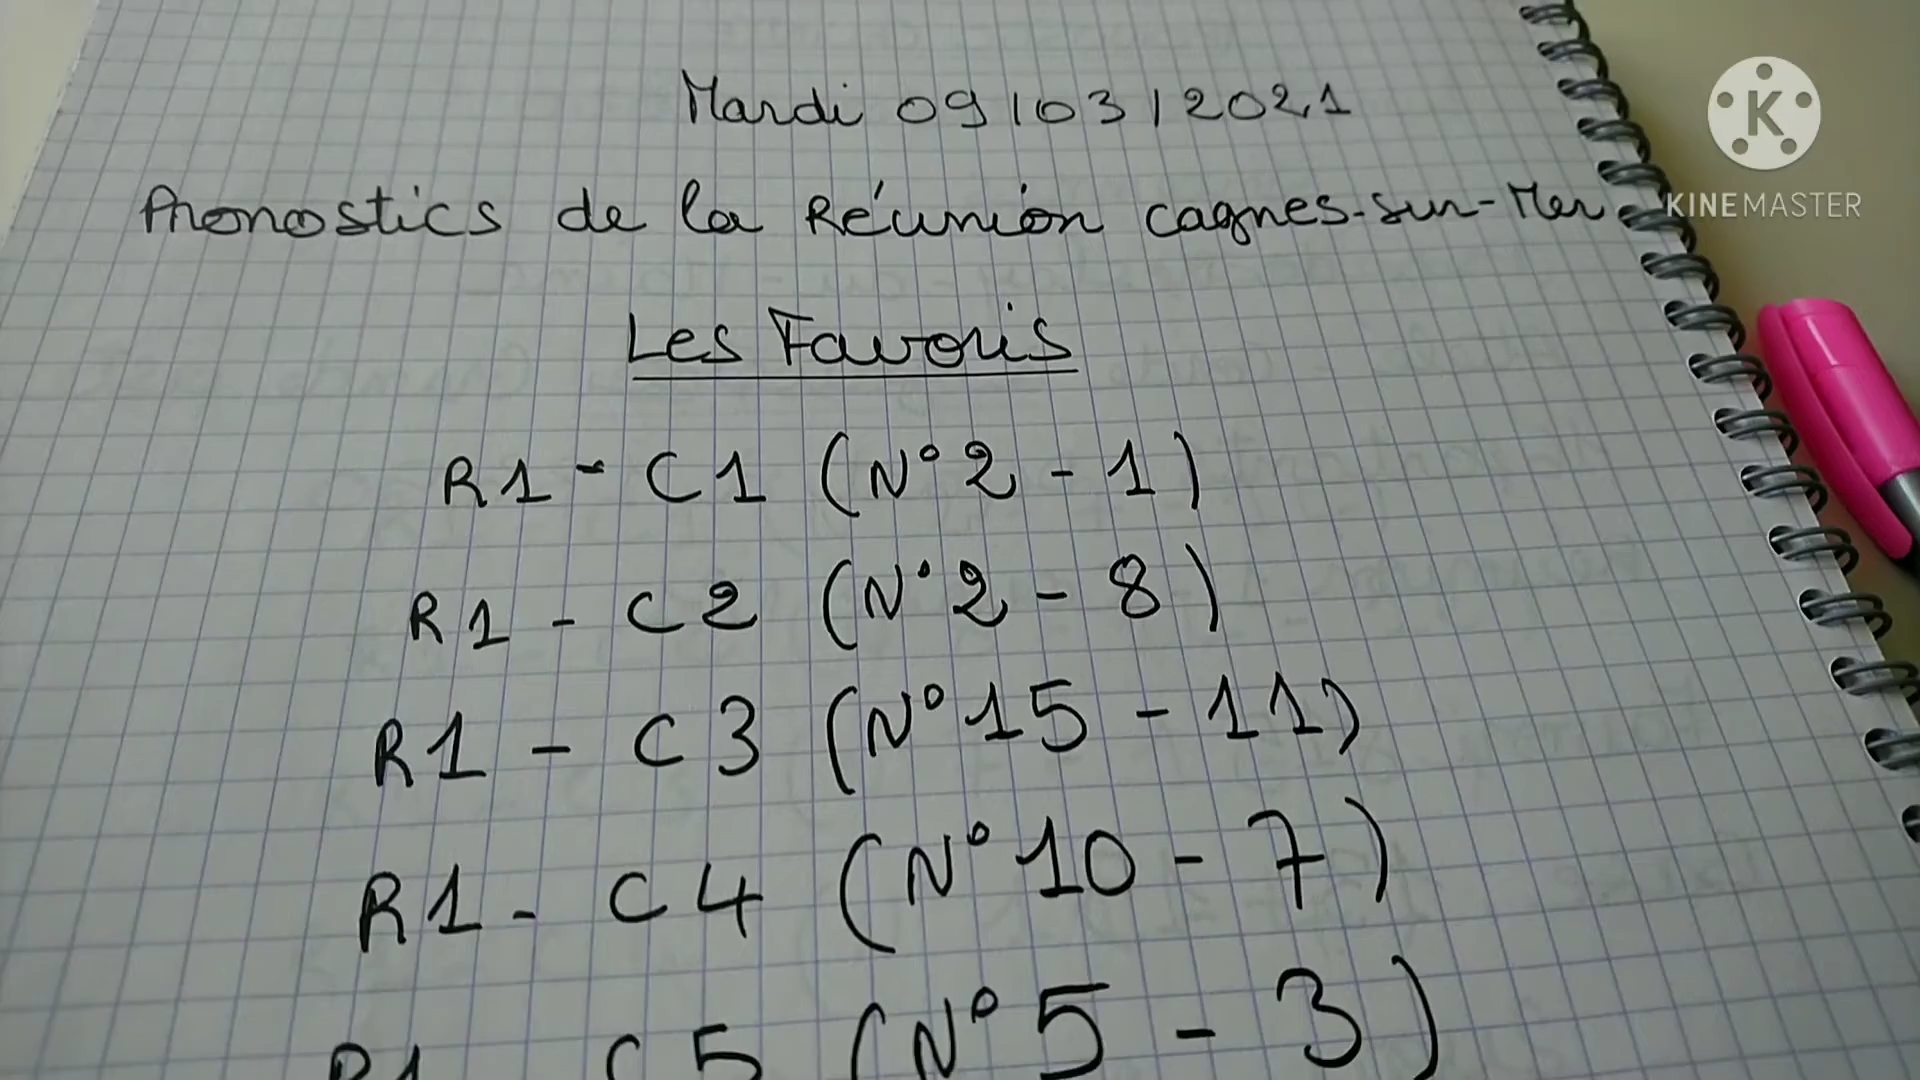 Mardi 09/03/2021
Pronostics de la Réunion cagnes-sur-Mer
KINEMASTER
Les Favoris
R1 - C1 (N° 2 - 1)
R1 - C2 (N° 2 - 8)
R1 - C3 (N° 15 - 11)
R1 - C4 (N° 10 - 7)
R1 C5 (N° 5 - 3)